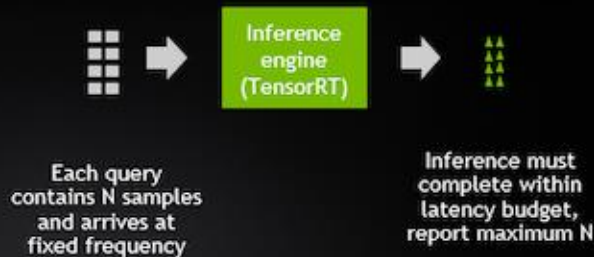 Inference
engine
(TensorRT)
Each query
contains N samples
and arrives at
fixed frequency
Inference must
complete within
latency budget,
report maximum N